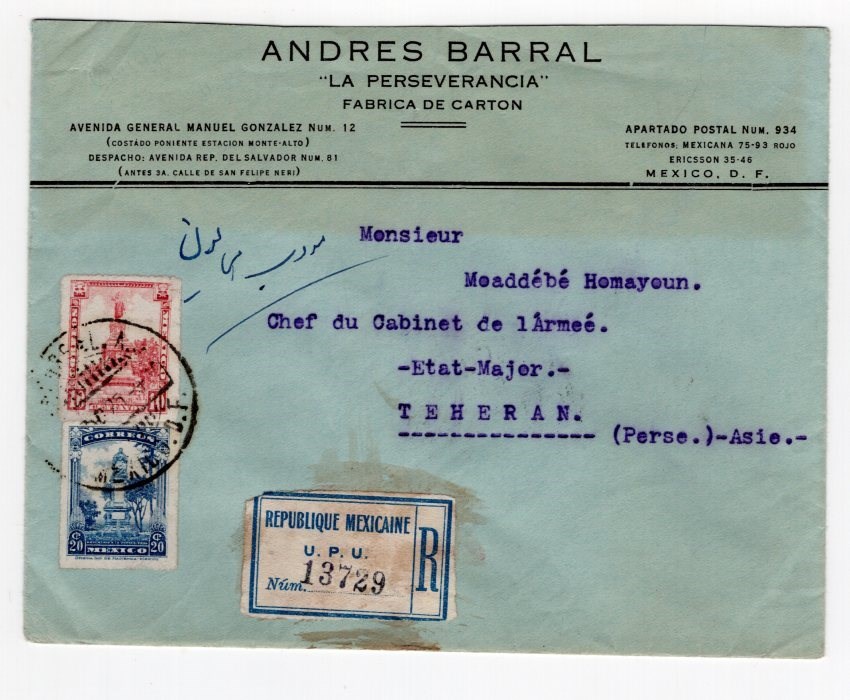 ANDRES BARRAL
"LA PERSEVERANCIA"
FABRICA DE CARTON
AVENIDA GENERAL MANUEL GONZALEZ NUM. 12
(COSTADO PONIENTE ESTACION MONTE-ALTO)
DESPACHO: AVENIDA REP. DEL SALVADOR NUM. 81
(ANTES 3A. CALLE DE SAN FELIPE NERI)
APARTADO POSTAL NUM. 934
TELEFONOS: MEXICANA 75-93 ROJO
ERICSSON 35-46
MEXICO, D. F.
مودب همایون
Monsieur
Moaddébé Homayoun.
Chef du Cabinet de l'Armeé.
-Etat-Major.-
TEHERAN.
(Perse.)-Asie.-
D.F.
CORREOS
20 20
MEXICO
REPUBLIQUE MEXICAINE
U. P. U.
Núm. 13729
R